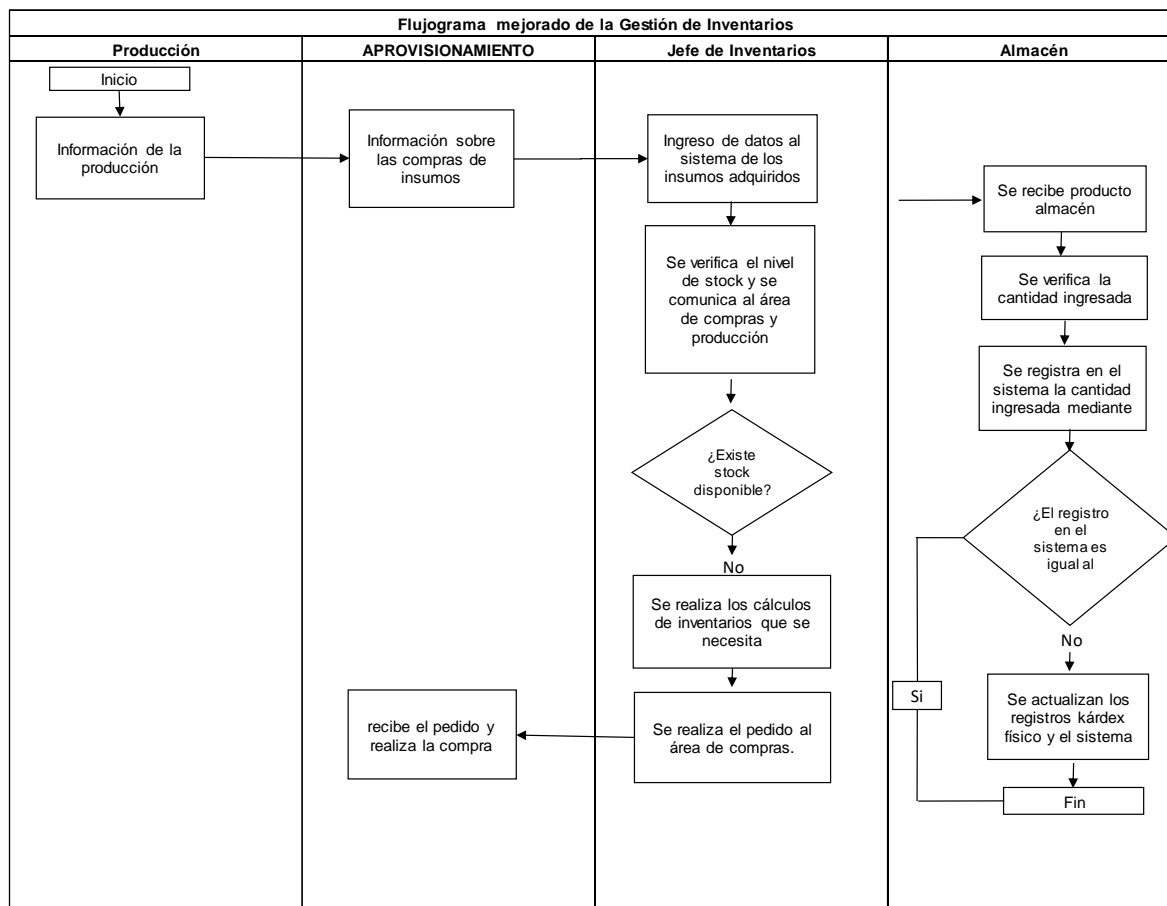 Flujograma mejorado de la Gestión de Inventarios
Producción
APROVISIONAMIENTO
Jefe de Inventarios
Almacén
Inicio
Información de la
producción
Información sobre
las compras de
insumos
Ingreso de datos al
sistema de los
insumos adquiridos
Se verifica el nivel
de stock y se
comunica al área
de compras y
producción
¿Existe
stock
disponible?
No
Se realiza los cálculos
de inventarios que se
necesita
Se realiza el pedido al
área de compras.
recibe el pedido y
realiza la compra
Se recibe producto
almacén
Se verifica la
cantidad ingresada
Se registra en el
sistema la cantidad
ingresada mediante
¿El registro
en el
sistema es
igual al
No
Si
Se actualizan los
registros kárdex
físico y el sistema
Fin